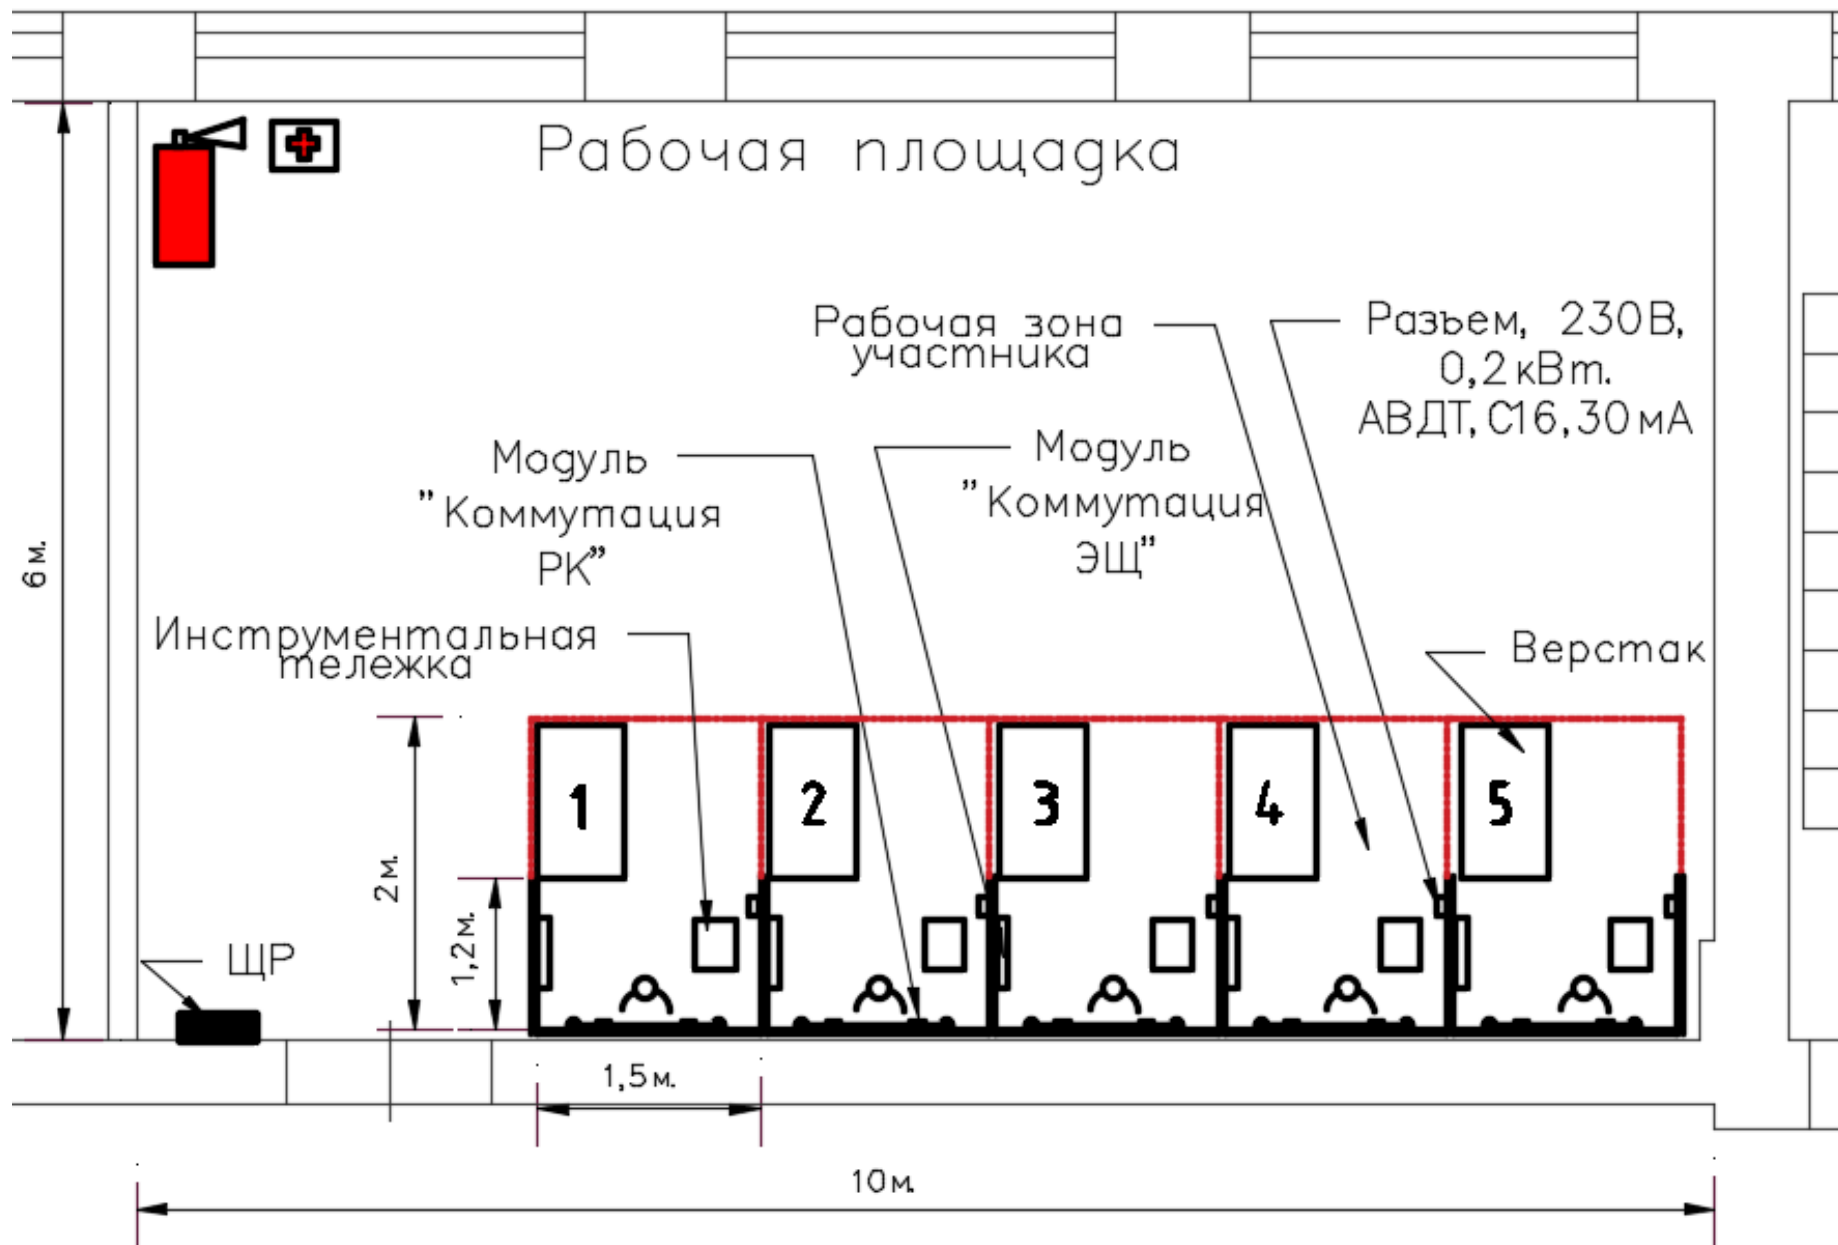 Рабочая площадка
Рабочая зона
участника
Разъем, 230В,
0,2кВт.
АВДТ, С16, 30мА
Модуль
"Коммутация
РК"
Модуль
"Коммутация
ЭЩ"
6м.
Инструментальная
тележка
Верстак
1
2
3
4
5
2м.
1,2м.
ЩР
1,5м.
10м.